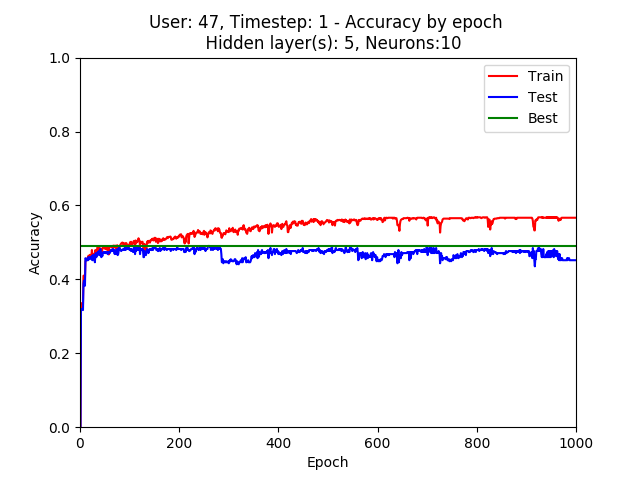 User: 47, Timestep: 1 - Accuracy by epoch
Hidden layer(s): 5, Neurons:10
1.0
0.8
0.6
0.4
0.2
0.0
Accuracy
Train
Test
Best
0 200 400 600 800 1000
Epoch